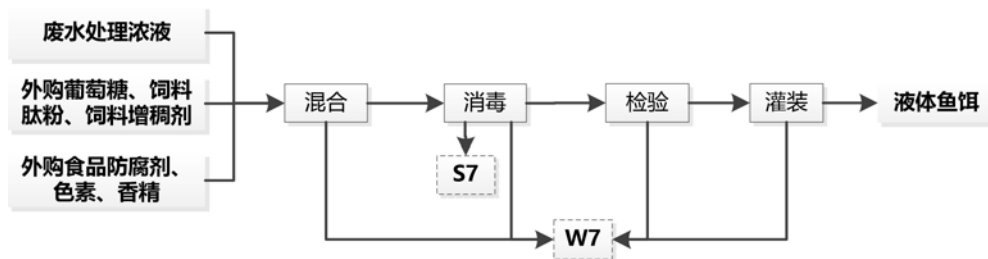 废水处理浓液
外购葡萄糖、饲料
肽粉、饲料增稠剂
外购食品防腐剂、
色素、香精
混合
消毒
检验
灌装
液体鱼饵
S7
W7